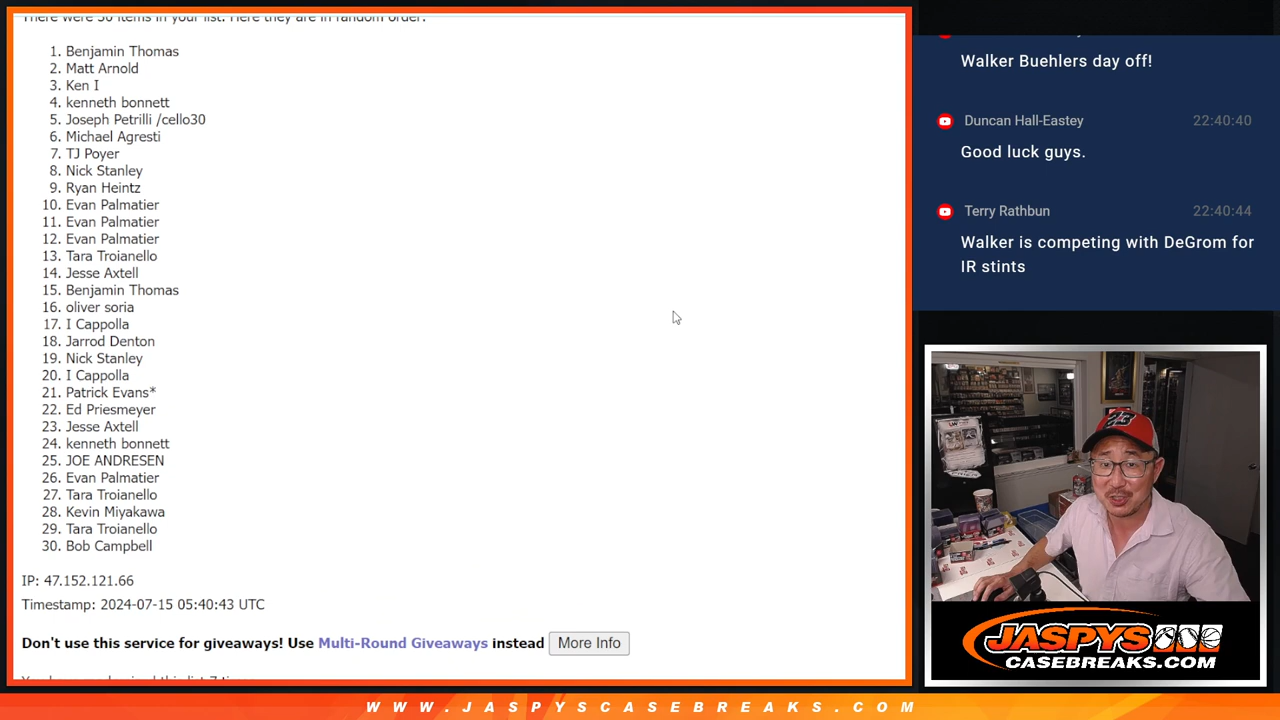 There were 30 items in your list. Here they are in random order:
1. Benjamin Thomas
2. Matt Arnold
3. Ken I
4. kenneth bonnett
5. Joseph Petrilli /cello30
6. Michael Agresti
7. TJ Poyer
8. Nick Stanley
9. Ryan Heintz
10. Evan Palmatier
11. Evan Palmatier
12. Evan Palmatier
13. Tara Troianello
14. Jesse Axtell
15. Benjamin Thomas
16. oliver soria
17. I Cappolla
18. Jarrod Denton
19. Nick Stanley
20. I Cappolla
21. Patrick Evans*
22. Ed Priesmeyer
23. Jesse Axtell
24. kenneth bonnett
25. JOE ANDRESEN
26. Evan Palmatier
27. Tara Troianello
28. Kevin Miyakawa
29. Tara Troianello
30. Bob Campbell
IP: 47.152.121.66
Timestamp: 2024-07-15 05:40:43 UTC
Don't use this service for giveaways! Use Multi-Round Giveaways instead More Info
Walker Buehlers day off!
Duncan Hall-Eastey 22:40:40
Good luck guys.
Terry Rathbun 22:40:44
Walker is competing with DeGrom for
IR stints
JASPYS
CASEBREAKS.COM
WWW.JASPYSCASEBREAKS.COM